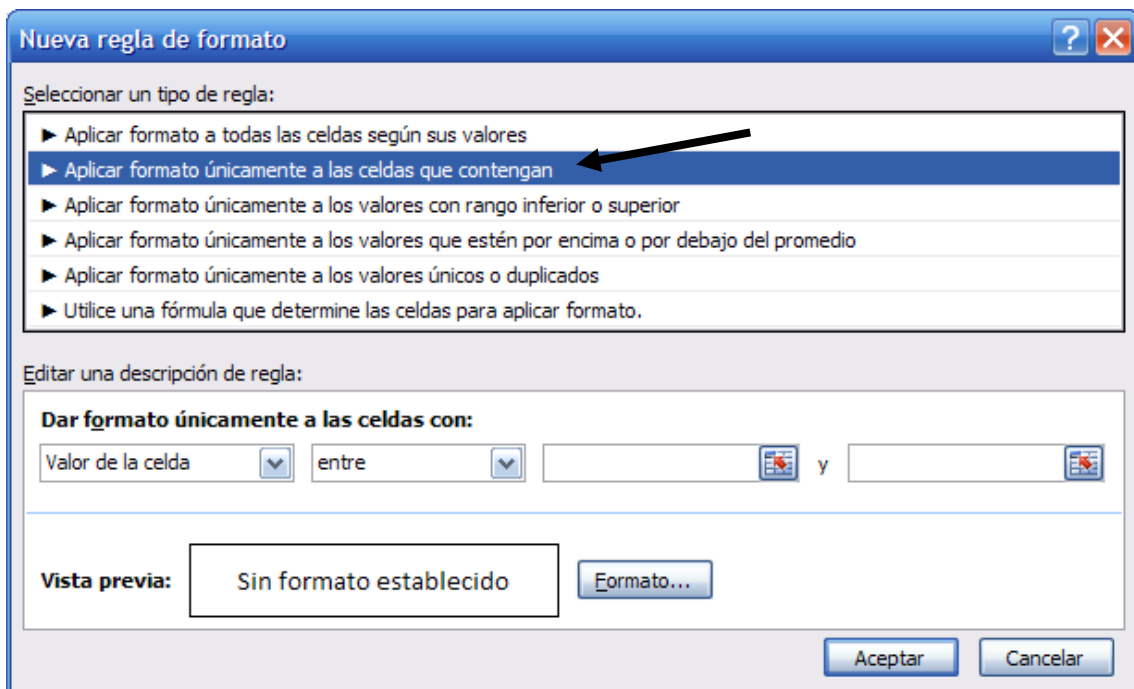 Nueva regla de formato
Seleccionar un tipo de regla:
► Aplicar formato a todas las celdas según sus valores
► Aplicar formato únicamente a las celdas que contengan
► Aplicar formato únicamente a los valores con rango inferior o superior
► Aplicar formato únicamente a los valores que estén por encima o por debajo del promedio
► Aplicar formato únicamente a los valores únicos o duplicados
► Utilice una fórmula que determine las celdas para aplicar formato.
Editar una descripción de regla:
Dar formato únicamente a las celdas con:
Valor de la celda entre y
Vista previa: Sin formato establecido Formato...
Aceptar Cancelar